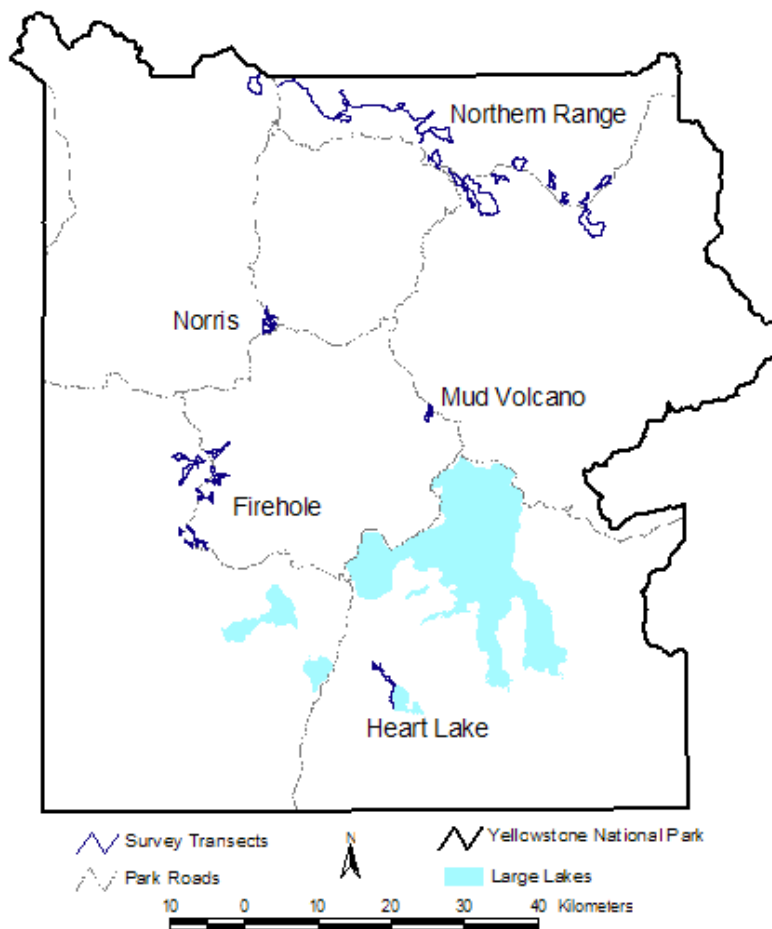 Northern Range
Norris
Mud Volcano
Firehole
Heart Lake
Survey Transects
N
Yellowstone National Park
Park Roads
Large Lakes
10 0 10 20 30 40 Kilometers